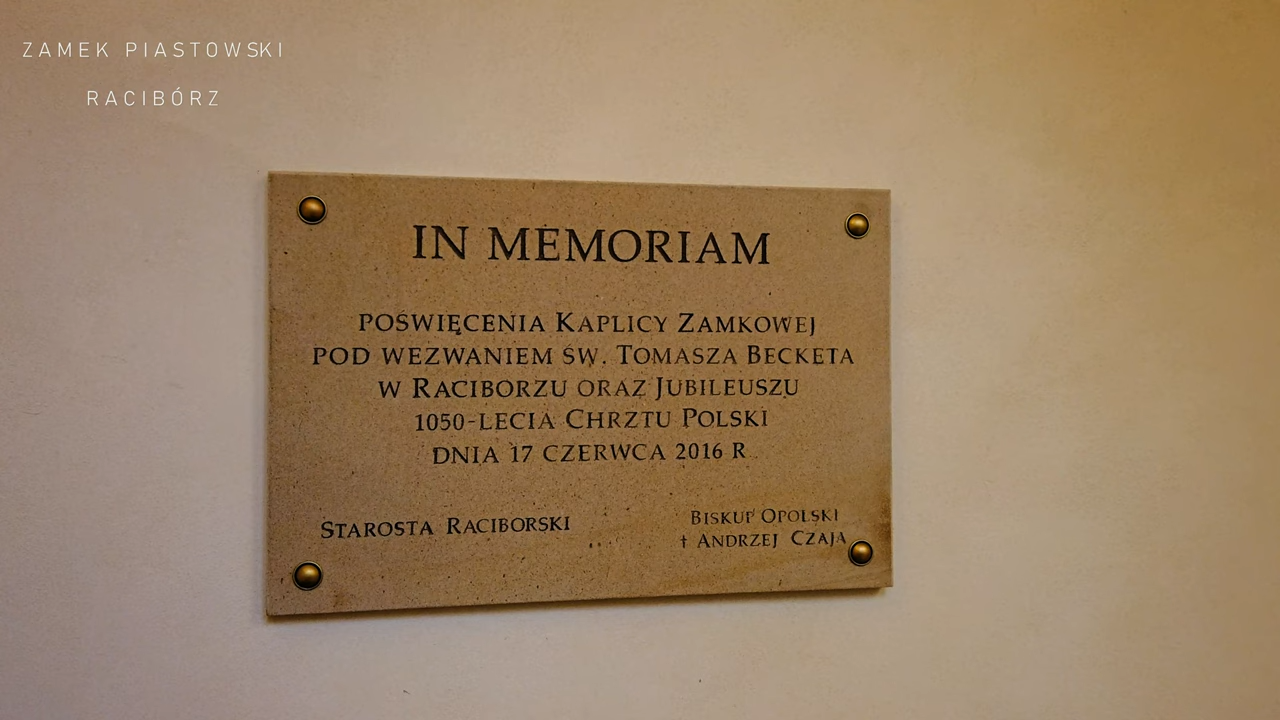 ZAMEK PIASTOWSKI
RACIBÓRZ
IN MEMORIAM
POŚWIĘCENIA KAPLICY ZAMKOWEJ
POD WEZWANIEM ŚW. TOMASZA BECKETA
W RACIBORZU ORAZ JUBILEUSZU
1050-LECIA CHRZTU POLSKI
DNIA 17 CZERWCA 2016 R
STAROSTA RACIBORSKI
BISKUP OPOLSKI
† ANDRZEJ CZAJA